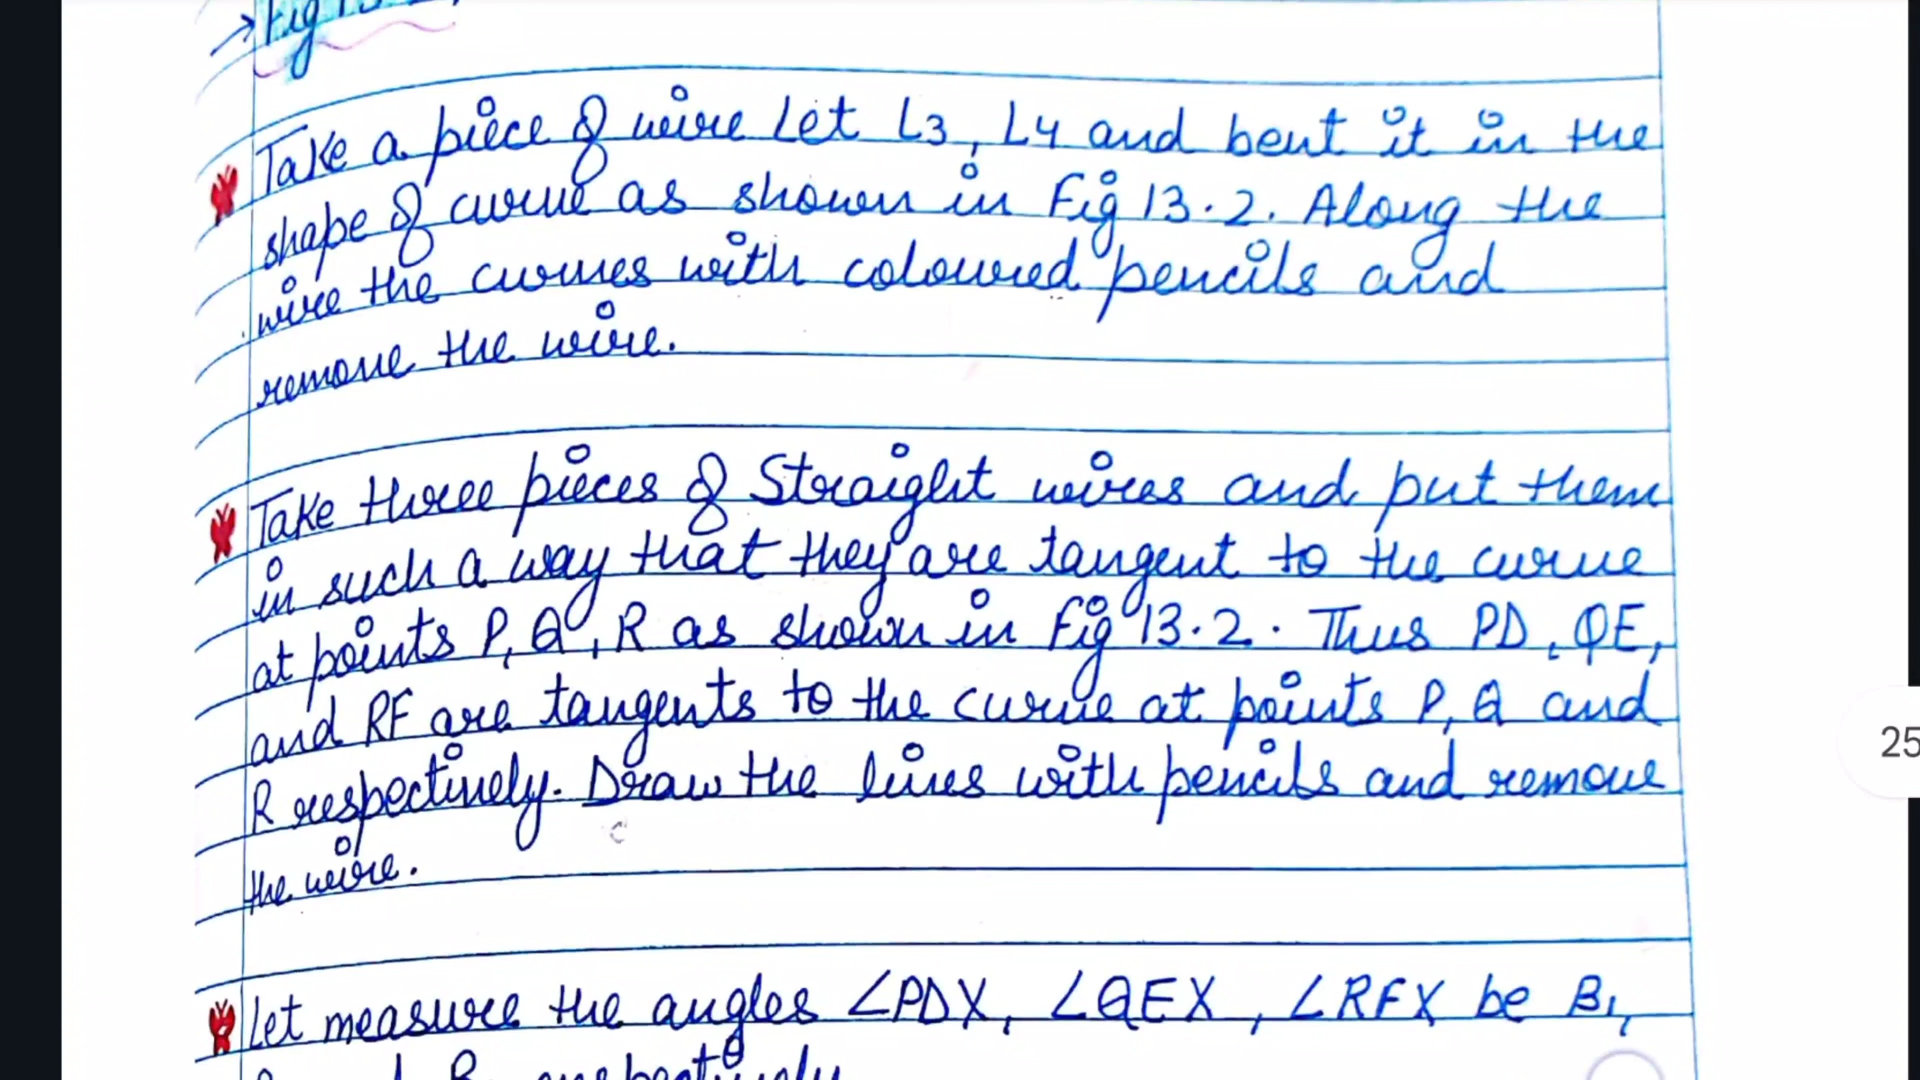 → Fig 13
Take a piece of wire Let L3, L4 and bent it in the
shape of curve as shown in Fig 13.2. Along the
wire the curves with coloured pencils and
remove the wire.
Take three pieces of Straight wires and put them
in such a way that they are tangent to the curve
at points P, Q, R as shown in Fig 13.2. Thus PD, QE,
and RF are tangents to the curve at points P, Q and
R respectively. Draw the lines with pencils and remove
the wire.
Let measure the angles ∠PDX, ∠QEX, ∠RFX be B1,
respectively
25